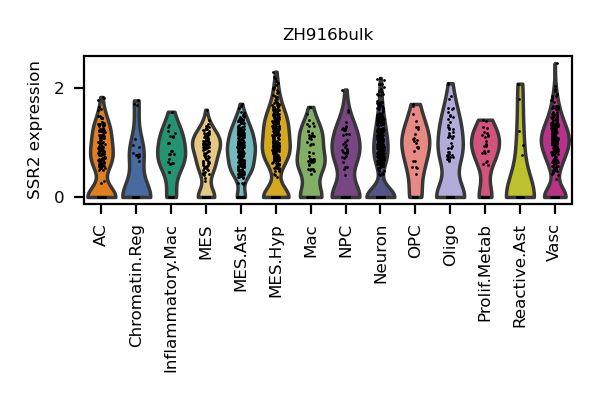 ZH916bulk
SSR2 expression
2
0
AC
Chromatin.Reg
Inflammatory.Mac
MES
MES.Ast
MES.Hyp
Mac
NPC
Neuron
OPC
Oligo
Prolif.Metab
Reactive.Ast
Vasc